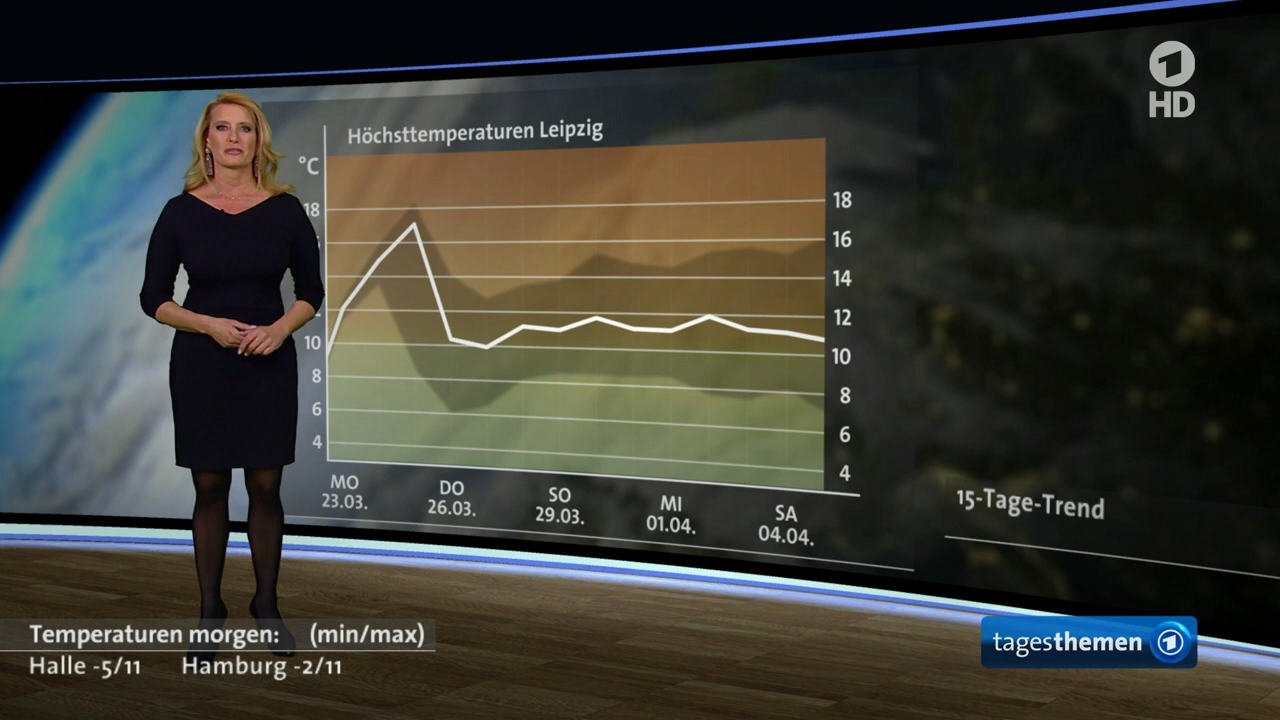 1
HD
Höchsttemperaturen Leipzig
°C
18
10
8
6
4
18
16
14
12
10
8
6
4
MO
23.03.
DO
26.03.
SO
29.03.
MI
01.04.
SA
04.04.
15-Tage-Trend
Temperaturen morgen: (min/max)
Halle -5/11 Hamburg -2/11
tagesthemen 1